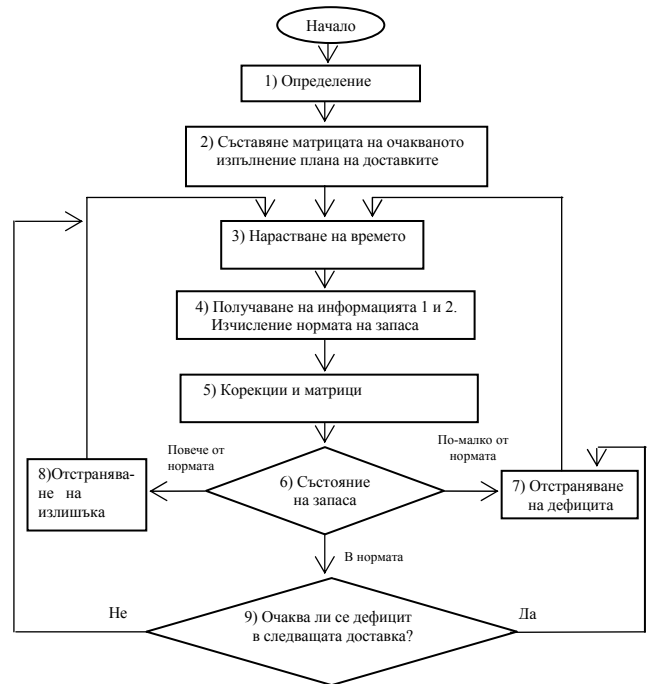 Начало
1) Определение
2) Съставяне матрицата на очакваното
изпълнение плана на доставките
3) Нарастване на времето
4) Получаване на информацията 1 и 2.
Изчисление нормата на запаса
5) Корекции и матрици
Повече от
нормата
По-малко от
нормата
8)Отстранява-
не на
излишъка
6) Състояние
на запаса
7) Отстраняване
на дефицита
В нормата
Не
9) Очаква ли се дефицит
в следващата доставка?
Да